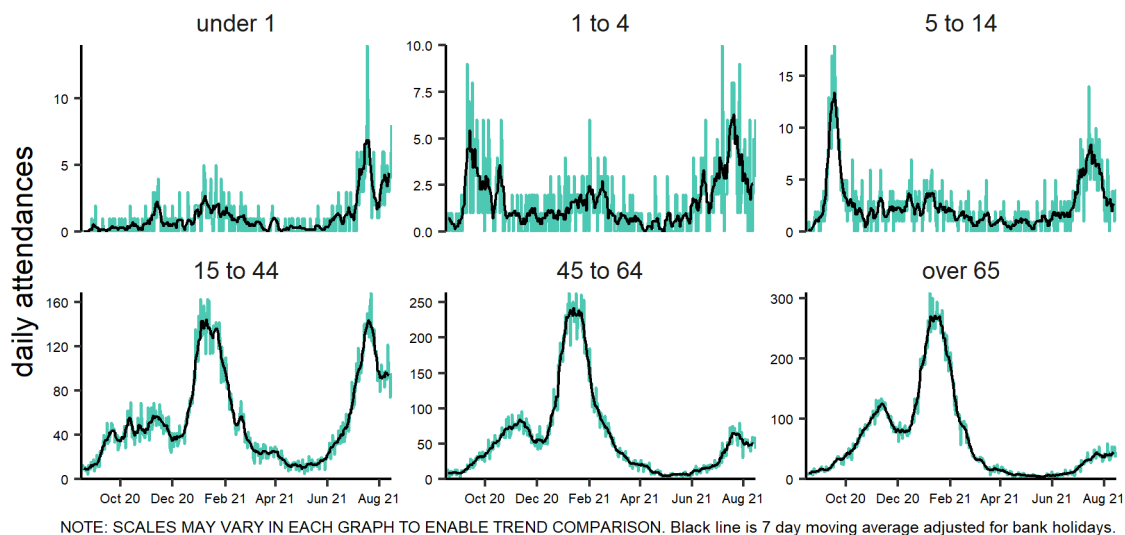 under 1
1 to 4
5 to 14
10
5
0
10.0
7.5
5.0
2.5
0.0
15
10
5
0
daily attendances
15 to 44
45 to 64
over 65
160
120
80
40
0
250
200
150
100
50
0
300
200
100
0
Oct 20 Dec 20 Feb 21 Apr 21 Jun 21 Aug 21
Oct 20 Dec 20 Feb 21 Apr 21 Jun 21 Aug 21
Oct 20 Dec 20 Feb 21 Apr 21 Jun 21 Aug 21
NOTE: SCALES MAY VARY IN EACH GRAPH TO ENABLE TREND COMPARISON. Black line is 7 day moving average adjusted for bank holidays.